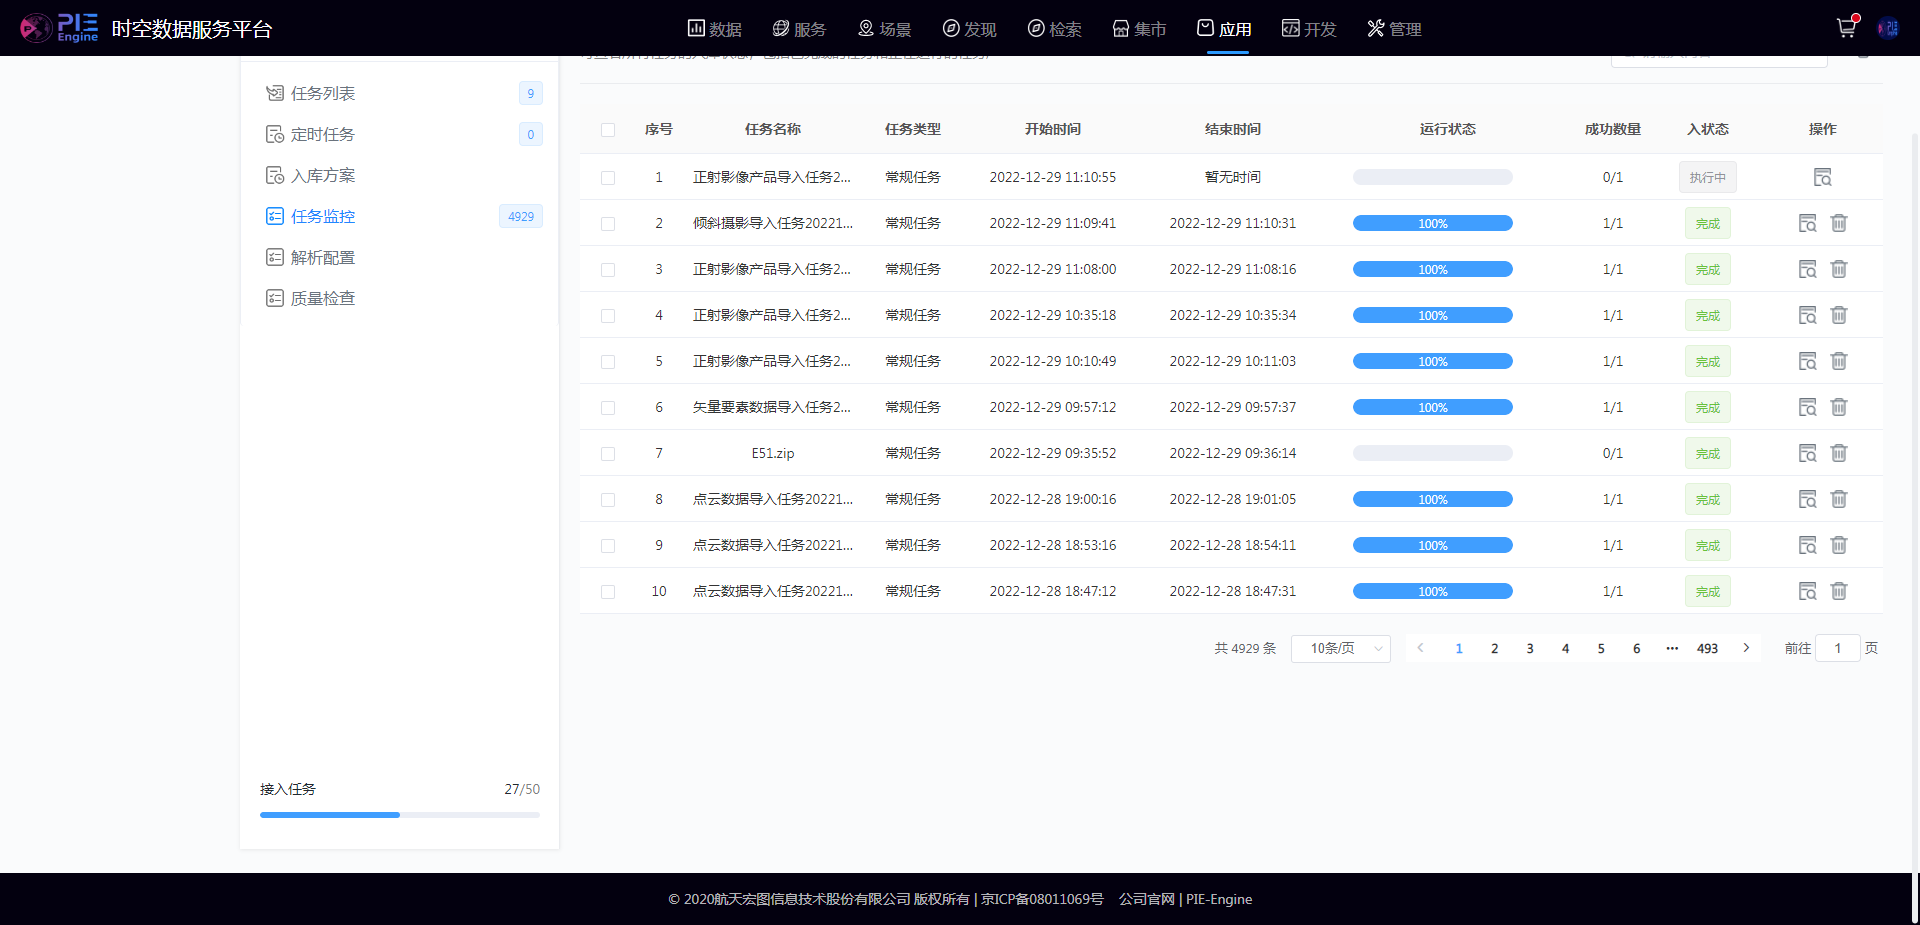 PIE Engine 时空数据服务平台 数据 服务 场景 发现 检索 集市 应用 开发 管理
任务列表 9
定时任务 0
入库方案
任务监控 4929
解析配置
质量检查
接入任务 27/50
序号 任务名称 任务类型 开始时间 结束时间 运行状态 成功数量 入状态 操作
1 正射影像产品导入任务2... 常规任务 2022-12-29 11:10:55 暂无时间 0/1 执行中
2 倾斜摄影导入任务20221... 常规任务 2022-12-29 11:09:41 2022-12-29 11:10:31 100% 1/1 完成
3 正射影像产品导入任务2... 常规任务 2022-12-29 11:08:00 2022-12-29 11:08:16 100% 1/1 完成
4 正射影像产品导入任务2... 常规任务 2022-12-29 10:35:18 2022-12-29 10:35:34 100% 1/1 完成
5 正射影像产品导入任务2... 常规任务 2022-12-29 10:10:49 2022-12-29 10:11:03 100% 1/1 完成
6 矢量要素数据导入任务2... 常规任务 2022-12-29 09:57:12 2022-12-29 09:57:37 100% 1/1 完成
7 E51.zip 常规任务 2022-12-29 09:35:52 2022-12-29 09:36:14 0/1 完成
8 点云数据导入任务20221... 常规任务 2022-12-28 19:00:16 2022-12-28 19:01:05 100% 1/1 完成
9 点云数据导入任务20221... 常规任务 2022-12-28 18:53:16 2022-12-28 18:54:11 100% 1/1 完成
10 点云数据导入任务20221... 常规任务 2022-12-28 18:47:12 2022-12-28 18:47:31 100% 1/1 完成
共 4929 条 10条/页 1 2 3 4 5 6 ••• 493 前往 1 页
© 2020航天宏图信息技术股份有限公司 版权所有 | 京ICP备08011069号 公司官网 | PIE-Engine